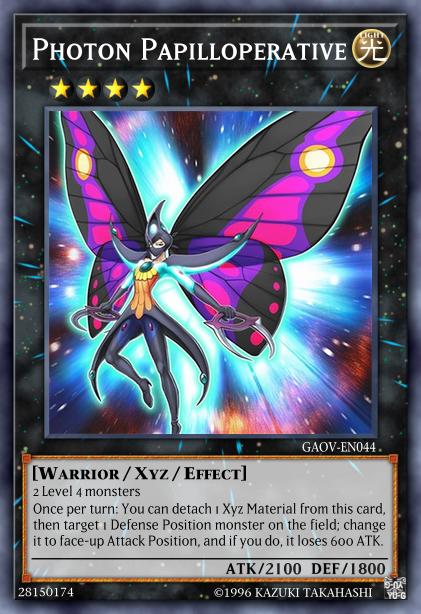 PHOTON PAPILLOPERATIVE
LIGHT
光
GAOV-EN044
[WARRIOR / XYZ / EFFECT]
2 Level 4 monsters
Once per turn: You can detach 1 Xyz Material from this card,
then target 1 Defense Position monster on the field; change
it to face-up Attack Position, and if you do, it loses 600 ATK.
ATK/2100 DEF/1800
28150174
©1996 KAZUKI TAKAHASHI